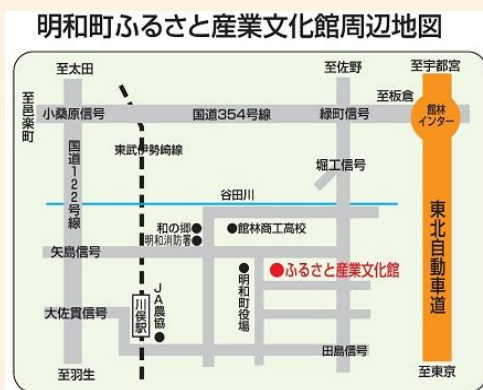 明和町ふるさと産業文化館周辺地図
至太田
至佐野
至宇都宮
至邑楽町
至板倉
小桑原信号
国道354号線
緑町信号
館林
インター
国道122号線
東武伊勢崎線
堀工信号
谷田川
和の郷
明和消防署
館林商工高校
東北自動車道
矢島信号
ふるさと産業文化館
明和町役場
JA農協
川俣駅
大佐貫信号
田島信号
至羽生
至東京